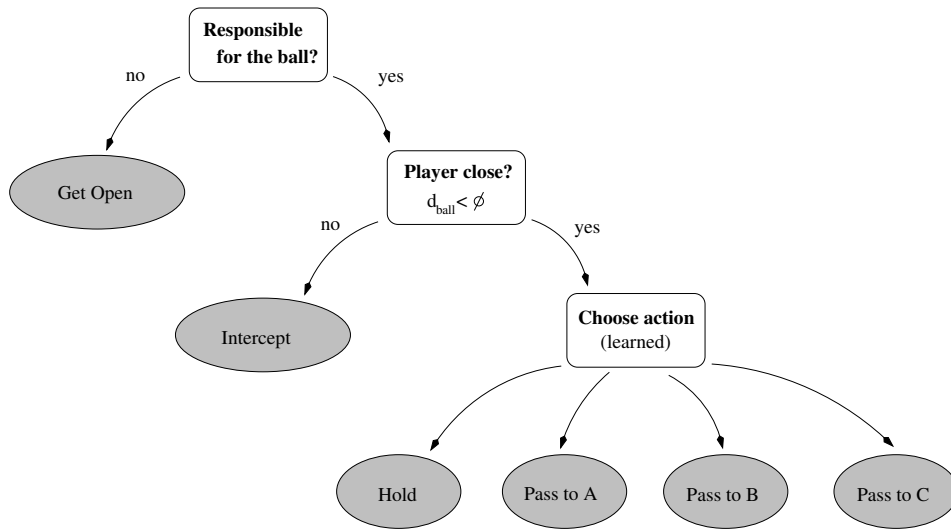 Responsible
for the ball?
no
yes
Get Open
Player close?
d_ball < ϕ
no
yes
Intercept
Choose action
(learned)
Hold
Pass to A
Pass to B
Pass to C